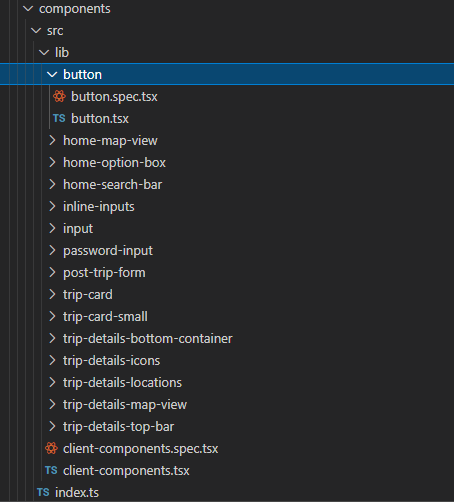 components
src
lib
button
button.spec.tsx
TS button.tsx
home-map-view
home-option-box
home-search-bar
inline-inputs
input
password-input
post-trip-form
trip-card
trip-card-small
trip-details-bottom-container
trip-details-icons
trip-details-locations
trip-details-map-view
trip-details-top-bar
client-components.spec.tsx
TS client-components.tsx
TS index.ts